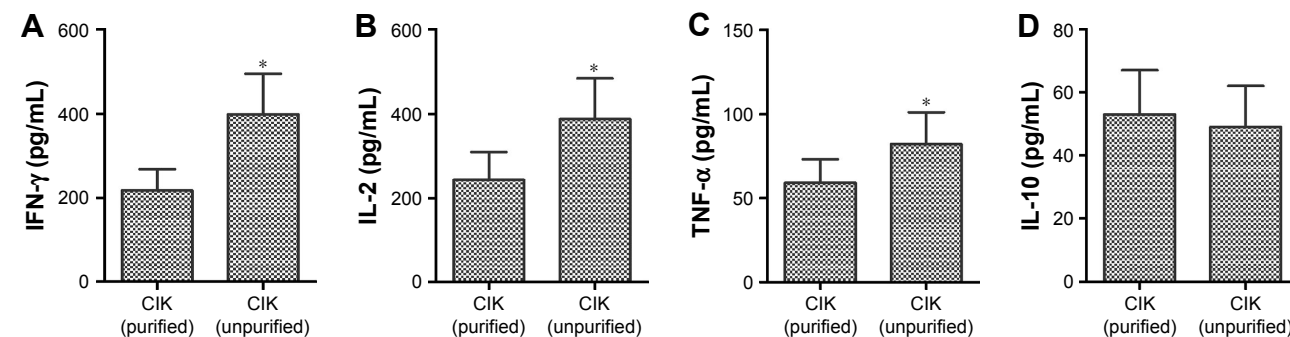 A
IFN-γ (pg/mL)
600
400
200
0
*
CIK
(purified)
CIK
(unpurified)
B
IL-2 (pg/mL)
600
400
200
0
*
CIK
(purified)
CIK
(unpurified)
C
TNF-α (pg/mL)
150
100
50
0
*
CIK
(purified)
CIK
(unpurified)
D
IL-10 (pg/mL)
80
60
40
20
0
CIK
(purified)
CIK
(unpurified)